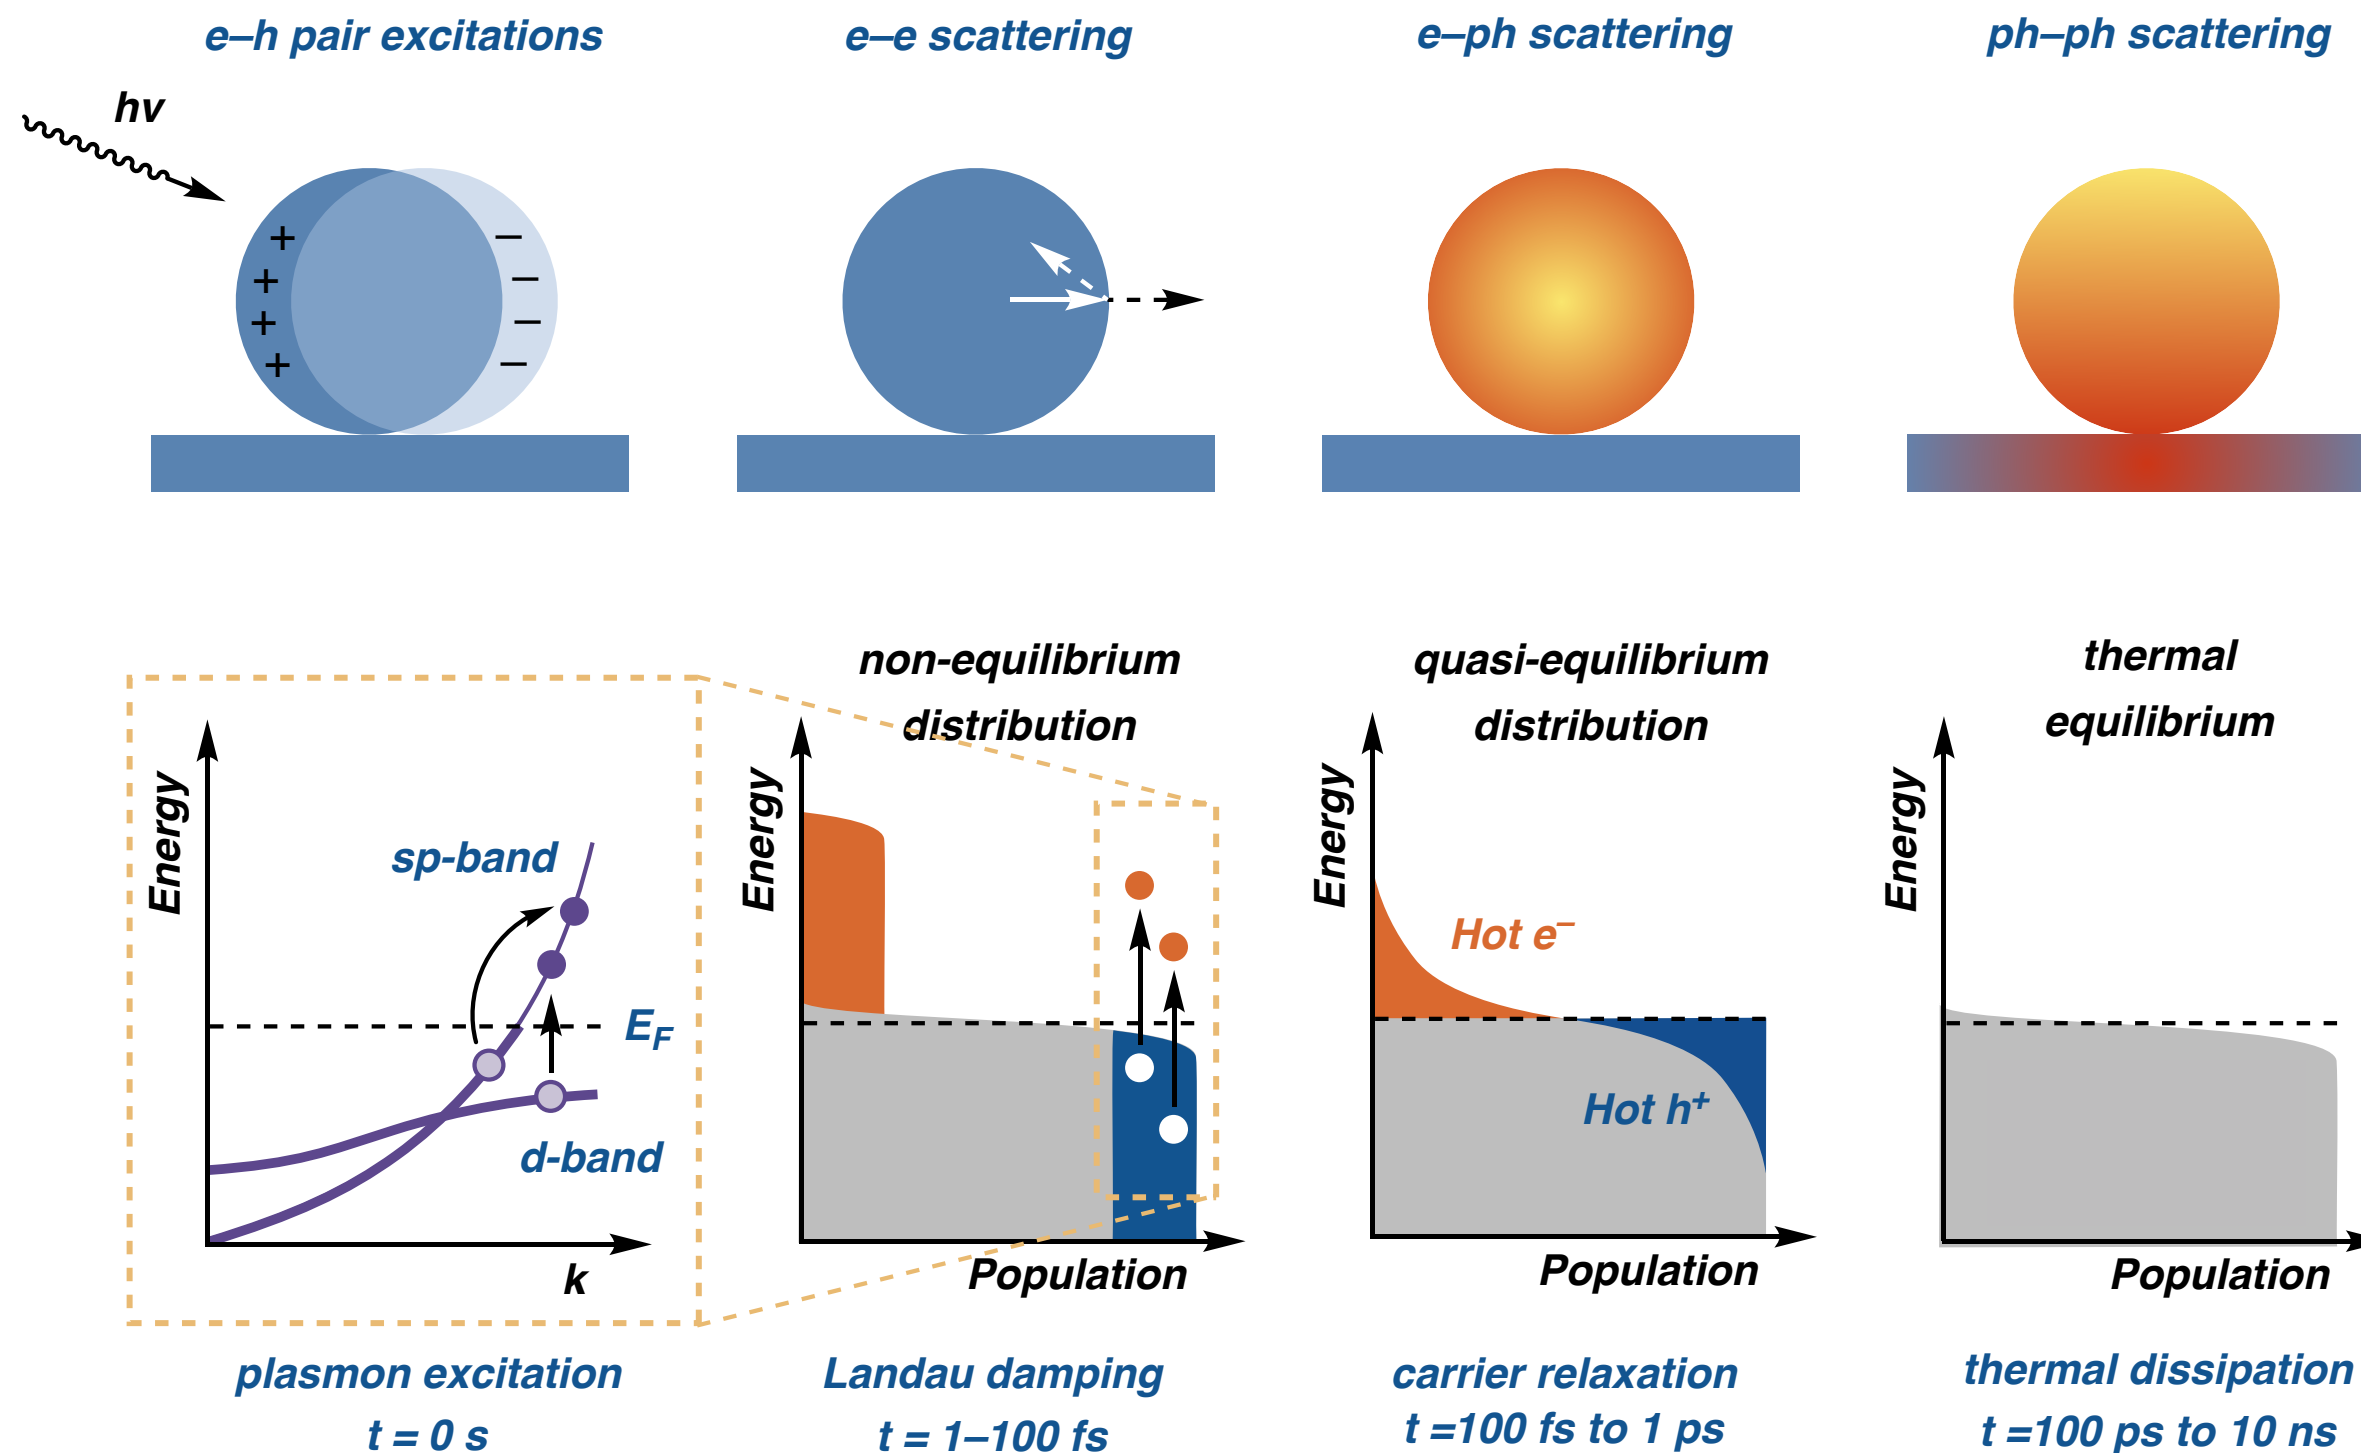 e–h pair excitations
e–e scattering
e–ph scattering
ph–ph scattering
hν
+
+
+
+
–
–
–
–
Energy
sp-band
E_F
d-band
k
non-equilibrium
distribution
Energy
Population
quasi-equilibrium
distribution
Energy
Hot e⁻
Hot h⁺
Population
thermal
equilibrium
Energy
Population
plasmon excitation
t = 0 s
Landau damping
t = 1–100 fs
carrier relaxation
t =100 fs to 1 ps
thermal dissipation
t =100 ps to 10 ns